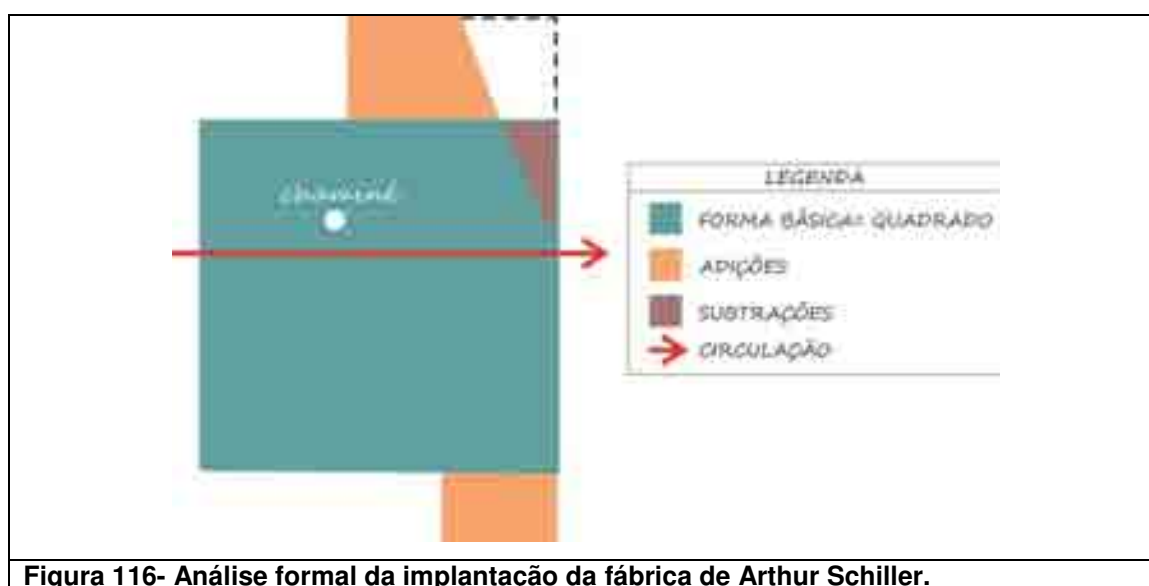 chaminé
LEGENDA
FORMA BÁSICA= QUADRADO
ADIÇÕES
SUBTRAÇÕES
CIRCULAÇÃO
Figura 116- Análise formal da implantação da fábrica de Arthur Schiller.